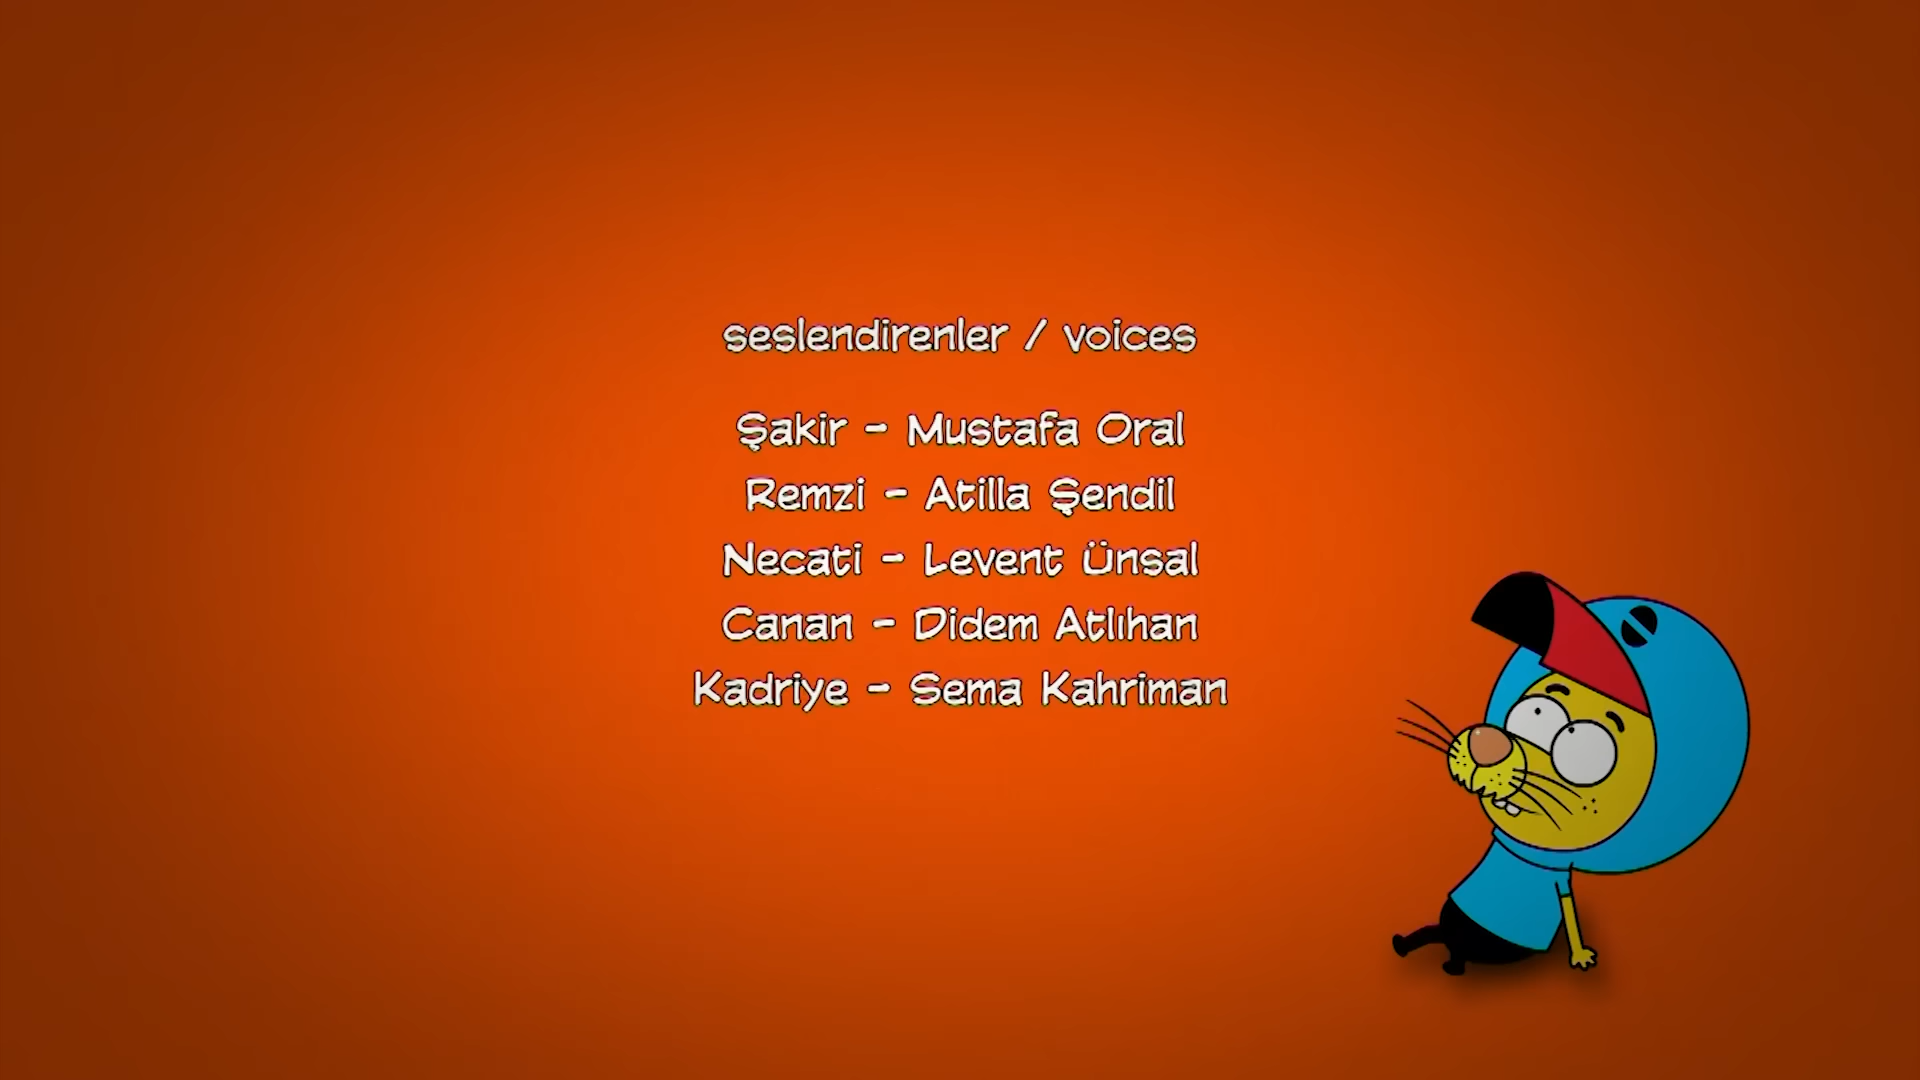 seslendirenler / voices
Şakir - Mustafa Oral
Remzi - Atilla Şendil
Necati - Levent Ünsal
Canan - Didem Atlıhan
Kadriye - Sema Kahriman